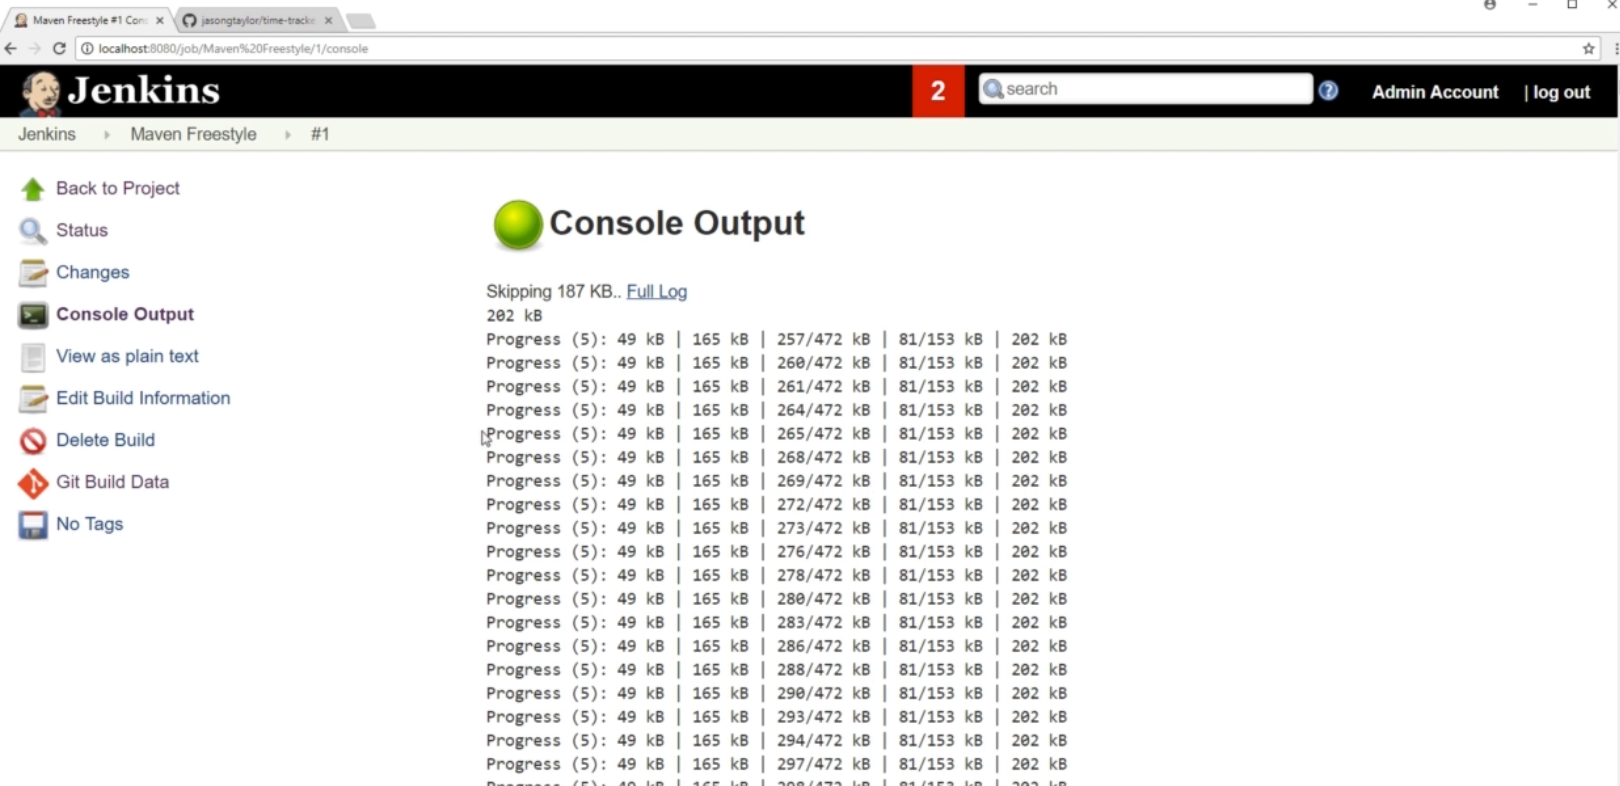 Maven Freestyle #1 Con
jasongtaylor/time-tracke
localhost:8080/job/Maven%20Freestyle/1/console
Jenkins
2
search
Admin Account
| log out
Jenkins
Maven Freestyle
#1
Back to Project
Status
Changes
Console Output
View as plain text
Edit Build Information
Delete Build
Git Build Data
No Tags
Console Output
Skipping 187 KB.. Full Log
202 kB
Progress (5): 49 kB | 165 kB | 257/472 kB | 81/153 kB | 202 kB
Progress (5): 49 kB | 165 kB | 260/472 kB | 81/153 kB | 202 kB
Progress (5): 49 kB | 165 kB | 261/472 kB | 81/153 kB | 202 kB
Progress (5): 49 kB | 165 kB | 264/472 kB | 81/153 kB | 202 kB
Progress (5): 49 kB | 165 kB | 265/472 kB | 81/153 kB | 202 kB
Progress (5): 49 kB | 165 kB | 268/472 kB | 81/153 kB | 202 kB
Progress (5): 49 kB | 165 kB | 269/472 kB | 81/153 kB | 202 kB
Progress (5): 49 kB | 165 kB | 272/472 kB | 81/153 kB | 202 kB
Progress (5): 49 kB | 165 kB | 273/472 kB | 81/153 kB | 202 kB
Progress (5): 49 kB | 165 kB | 276/472 kB | 81/153 kB | 202 kB
Progress (5): 49 kB | 165 kB | 278/472 kB | 81/153 kB | 202 kB
Progress (5): 49 kB | 165 kB | 280/472 kB | 81/153 kB | 202 kB
Progress (5): 49 kB | 165 kB | 283/472 kB | 81/153 kB | 202 kB
Progress (5): 49 kB | 165 kB | 286/472 kB | 81/153 kB | 202 kB
Progress (5): 49 kB | 165 kB | 288/472 kB | 81/153 kB | 202 kB
Progress (5): 49 kB | 165 kB | 290/472 kB | 81/153 kB | 202 kB
Progress (5): 49 kB | 165 kB | 293/472 kB | 81/153 kB | 202 kB
Progress (5): 49 kB | 165 kB | 294/472 kB | 81/153 kB | 202 kB
Progress (5): 49 kB | 165 kB | 297/472 kB | 81/153 kB | 202 kB